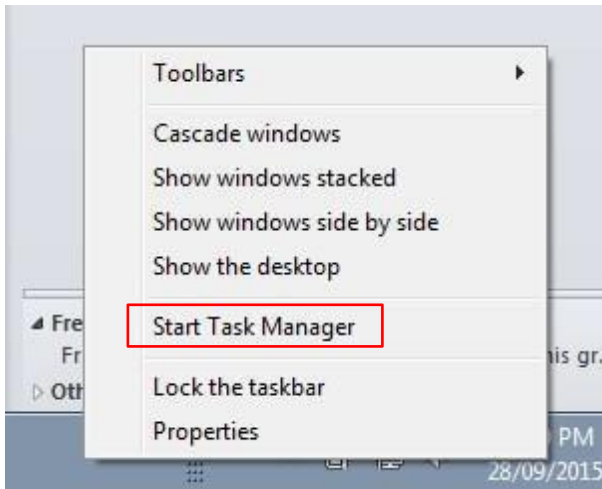 Toolbars
Cascade windows
Show windows stacked
Show windows side by side
Show the desktop
Start Task Manager
Lock the taskbar
Properties
PM
28/09/2015